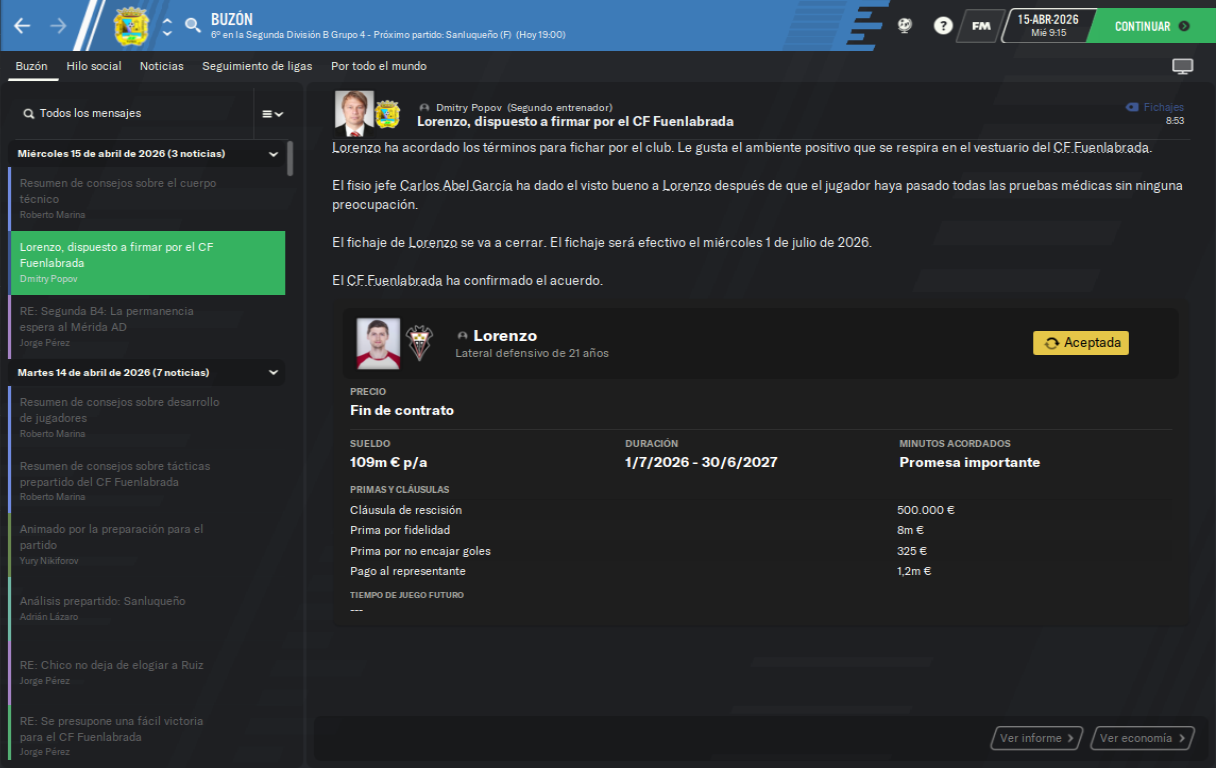 BUZÓN
6º en la Segunda División B Grupo 4 - Próximo partido: Sanluqueño (F) (Hoy 19:00)
?
FM
15-ABR-2026
Mié 9:15
CONTINUAR
Buzón
Hilo social
Noticias
Seguimiento de ligas
Por todo el mundo
Todos los mensajes
Miércoles 15 de abril de 2026 (3 noticias)
Resumen de consejos sobre el cuerpo
técnico
Roberto Marina
Lorenzo, dispuesto a firmar por el CF
Fuenlabrada
Dmitry Popov
RE: Segunda B4: La permanencia
espera al Mérida AD
Jorge Pérez
Martes 14 de abril de 2026 (7 noticias)
Resumen de consejos sobre desarrollo
de jugadores
Roberto Marina
Resumen de consejos sobre tácticas
prepartido del CF Fuenlabrada
Roberto Marina
Animado por la preparación para el
partido
Yury Nikiforov
Análisis prepartido: Sanluqueño
Adrián Lázaro
RE: Chico no deja de elogiar a Ruiz
Jorge Pérez
RE: Se presupone una fácil victoria
para el CF Fuenlabrada
Jorge Pérez
Dmitry Popov (Segundo entrenador)
Lorenzo, dispuesto a firmar por el CF Fuenlabrada
Fichajes
8:53
Lorenzo ha acordado los términos para fichar por el club. Le gusta el ambiente positivo que se respira en el vestuario del CF Fuenlabrada.
El fisio jefe Carlos Abel García ha dado el visto bueno a Lorenzo después de que el jugador haya pasado todas las pruebas médicas sin ninguna
preocupación.
El fichaje de Lorenzo se va a cerrar. El fichaje será efectivo el miércoles 1 de julio de 2026.
El CF Fuenlabrada ha confirmado el acuerdo.
Lorenzo
Lateral defensivo de 21 años
Aceptada
PRECIO
Fin de contrato
SUELDO
DURACIÓN
MINUTOS ACORDADOS
109m € p/a
1/7/2026 - 30/6/2027
Promesa importante
PRIMAS Y CLÁUSULAS
Cláusula de rescisión
500.000 €
Prima por fidelidad
8m €
Prima por no encajar goles
325 €
Pago al representante
1,2m €
TIEMPO DE JUEGO FUTURO
---
Ver informe
Ver economía